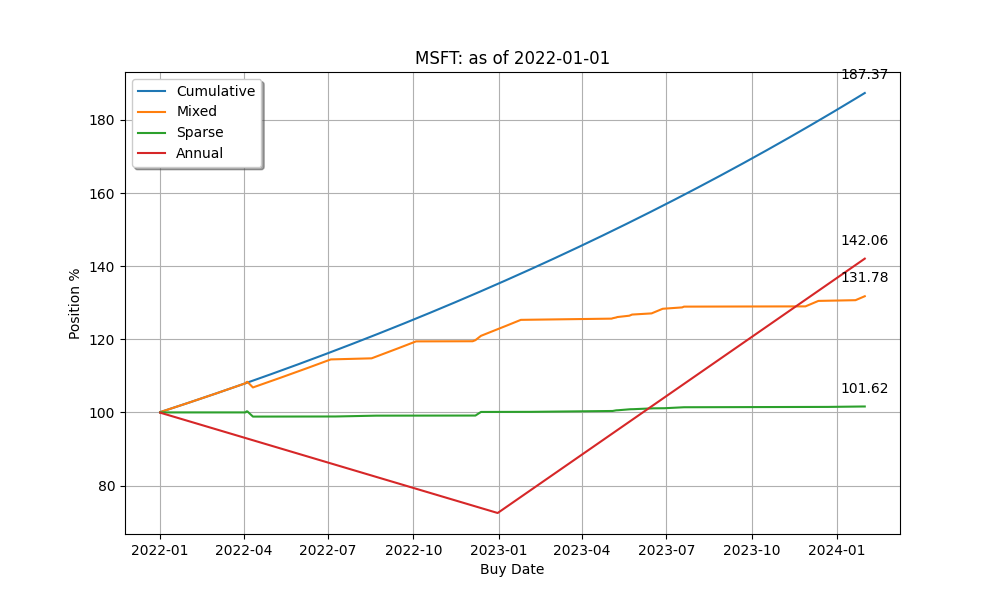 MSFT: as of 2022-01-01
187.37
Cumulative
Mixed
Sparse
Annual
180
160
142.06
140
131.78
120
101.62
100
80
Position %
2022-01 2022-04 2022-07 2022-10 2023-01 2023-04 2023-07 2023-10 2024-01
Buy Date